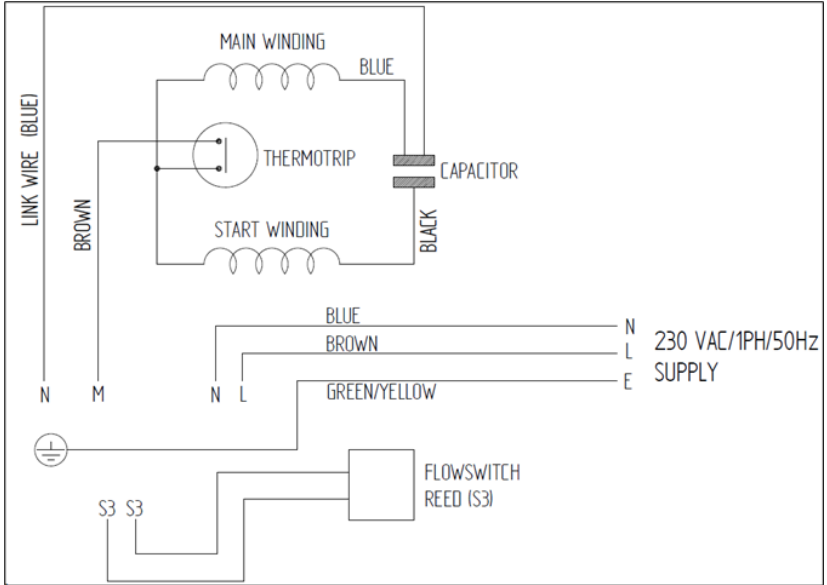 MAIN WINDING
BLUE
LINK WIRE (BLUE)
BROWN
THERMOTRIP
CAPACITOR
START WINDING
BLACK
BLUE
N
BROWN
L
230 VAC/1PH/50Hz
SUPPLY
GREEN/YELLOW
E
N M N L
FLOWSWITCH
REED (S3)
S3 S3